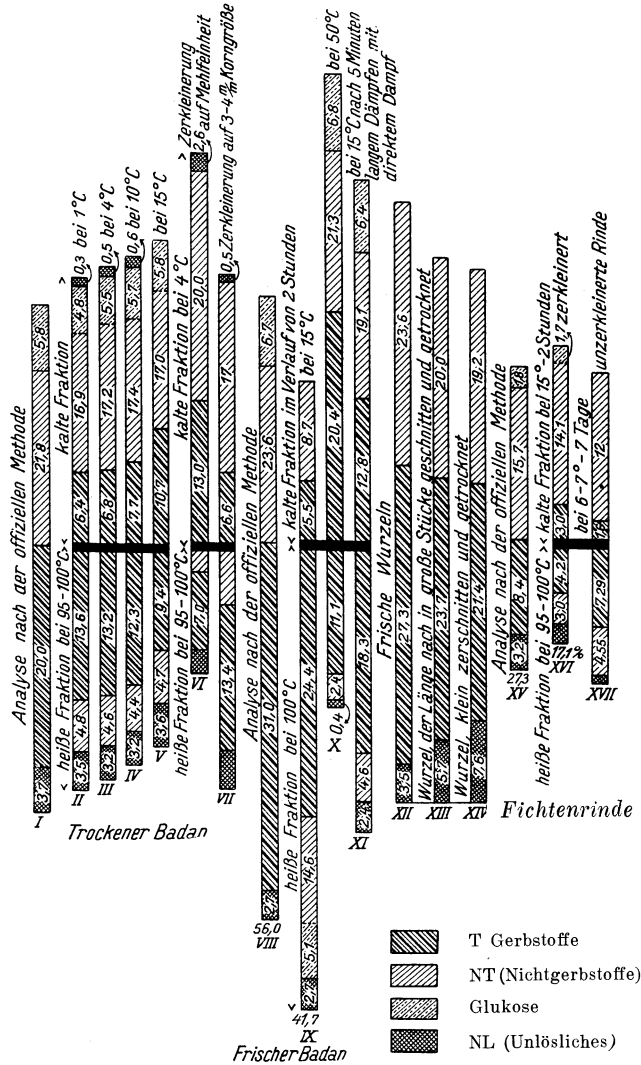 Analyse nach der offiziellen Methode
5,8
3,7
20,0
I
heiße Fraktion bei 95-100°C
kalte Fraktion
0,3 bei 1°C
4,8
16,9
6,4
13,6
4,8
3,5
II
0,5 bei 4°C
5,5
17,2
6,8
13,2
4,6
3,2
III
0,6 bei 10°C
5,7
17,4
7,7
12,3
4,4
3,2
IV
bei 15°C
5,8
17,0
10,7
9,4
4,7
3,6
V
Trockener Badan
heiße Fraktion bei 95-100°C
kalte Fraktion bei 4°C
Zerkleinerung
auf Mehlfeinheit
2,6
20,0
13,0
7,0
VI
0,5 Zerkleinerung auf 3-4 m/m Korngröße
17
6,6
13,4
VII
Analyse nach der offiziellen Methode
6,7
23,6
31,0
2,7
56,0
VIII
heiße Fraktion bei 100°C
kalte Fraktion im Verlauf von 2 Stunden
bei 15°C
8,7
5,5
24,4
14,6
5,1
2,2
41,7
IX
Frischer Badan
bei 50°C
6,8
21,3
20,4
11,1
2,4
0,4
X
bei 15°C nach 5 Minuten
langem Dämpfen mit
direktem Dampf
6,4
19,1
12,8
18,3
4,6
2,4
XI
Frische Wurzeln
23,6
27,3
3,5
XII
Wurzel, der Länge nach in große Stücke geschnitten und getrocknet
20,0
23,7
5,7
XIII
Wurzel, klein zerschnitten und getrocknet
19,2
21,4
7,6
XIV
Analyse nach der offiziellen Methode
1,8
15,7
8,4
3,2
27,3
XV
heiße Fraktion bei 95-100°C
kalte Fraktion bei 15°-2 Stunden
1,7 zerkleinert
14,1
3,0
4,2
3,0
17,1%
XVI
bei 6-7°-7 Tage
unzerkleinerte Rinde
12
7,29
4,55
XVII
Fichtenrinde
T Gerbstoffe
NT (Nichtgerbstoffe)
Glukose
NL (Unlösliches)